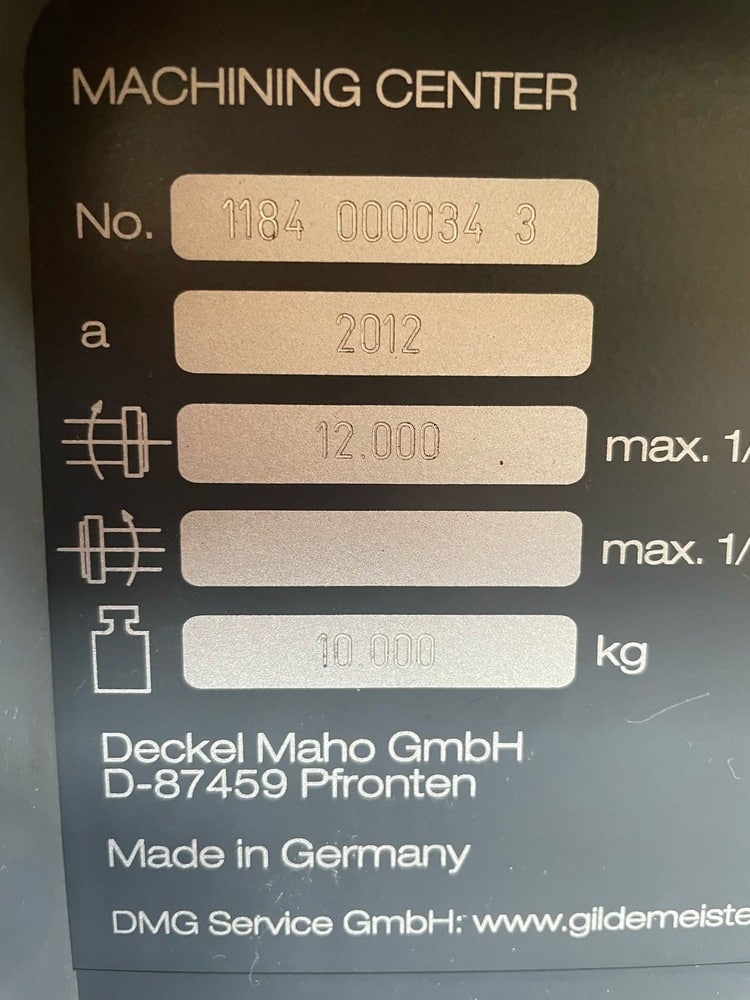 MACHINING CENTER
No. 1184 000034 3
a 2012
12.000 max. 1/
max. 1/
10.000 kg
Deckel Maho GmbH
D-87459 Pfronten
Made in Germany
DMG Service GmbH: www.gildemeiste